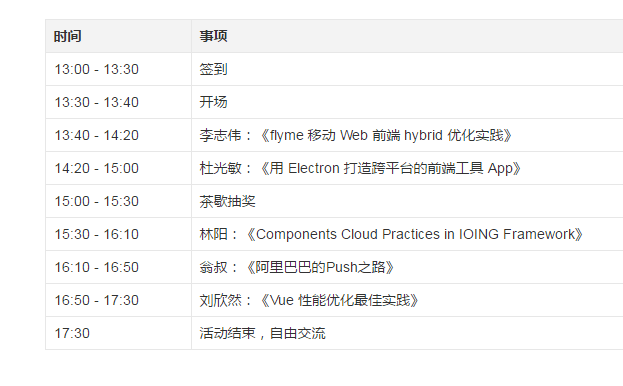 时间 事项
13:00 - 13:30 签到
13:30 - 13:40 开场
13:40 - 14:20 李志伟：《flyme 移动 Web 前端 hybrid 优化实践》
14:20 - 15:00 杜光敏：《用 Electron 打造跨平台的前端工具 App》
15:00 - 15:30 茶歇抽奖
15:30 - 16:10 林阳：《Components Cloud Practices in IOING Framework》
16:10 - 16:50 翁叔：《阿里巴巴的Push之路》
16:50 - 17:30 刘欣然：《Vue 性能优化最佳实践》
17:30 活动结束，自由交流